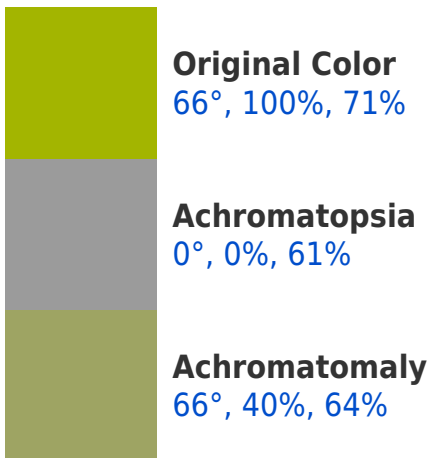 Original Color
66°, 100%, 71%
Achromatopsia
0°, 0%, 61%
Achromatomaly
66°, 40%, 64%